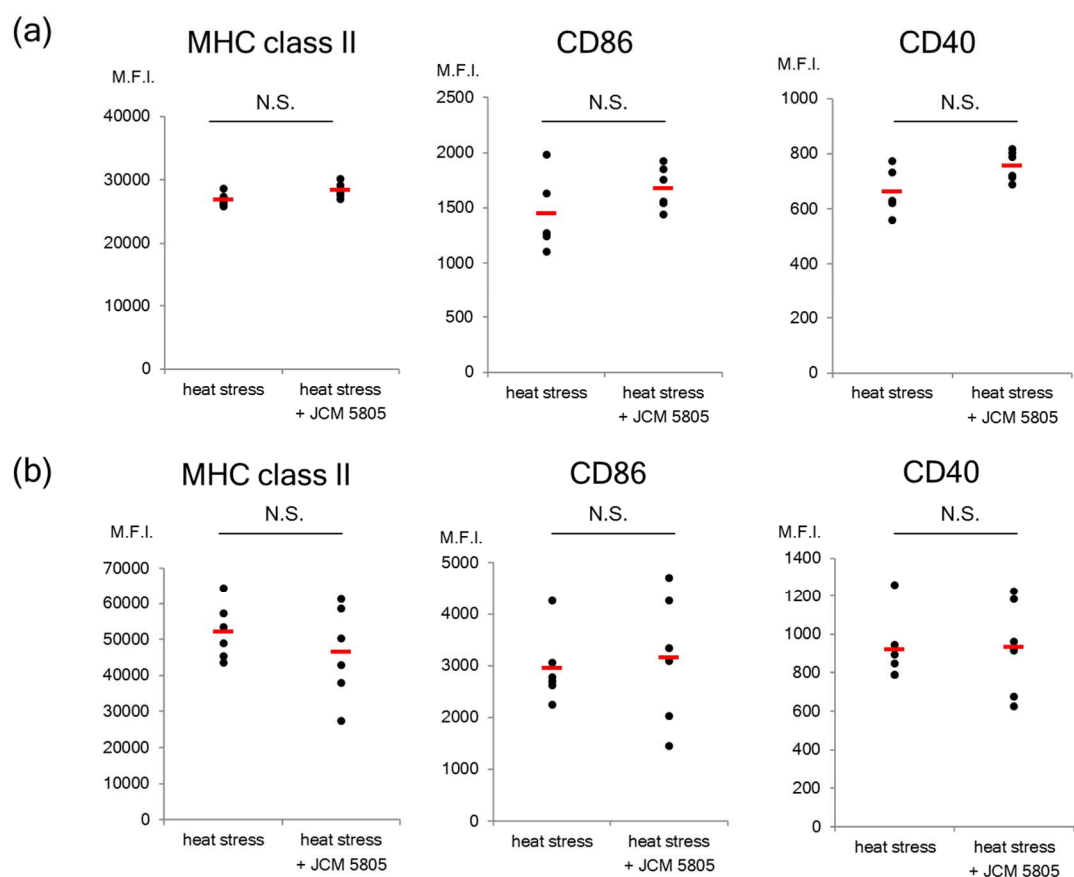 (a)
MHC class II
CD86
CD40
M.F.I.
M.F.I.
M.F.I.
N.S.
N.S.
N.S.
40000
30000
20000
10000
0
2500
2000
1500
1000
500
0
1000
800
600
400
200
0
heat stress
heat stress
+ JCM 5805
heat stress
heat stress
+ JCM 5805
heat stress
heat stress
+ JCM 5805
(b)
MHC class II
CD86
CD40
N.S.
N.S.
N.S.
M.F.I.
M.F.I.
M.F.I.
70000
60000
50000
40000
30000
20000
10000
0
5000
4000
3000
2000
1000
0
1400
1200
1000
800
600
400
200
0
heat stress
heat stress
+ JCM 5805
heat stress
heat stress
+ JCM 5805
heat stress
heat stress
+ JCM 5805